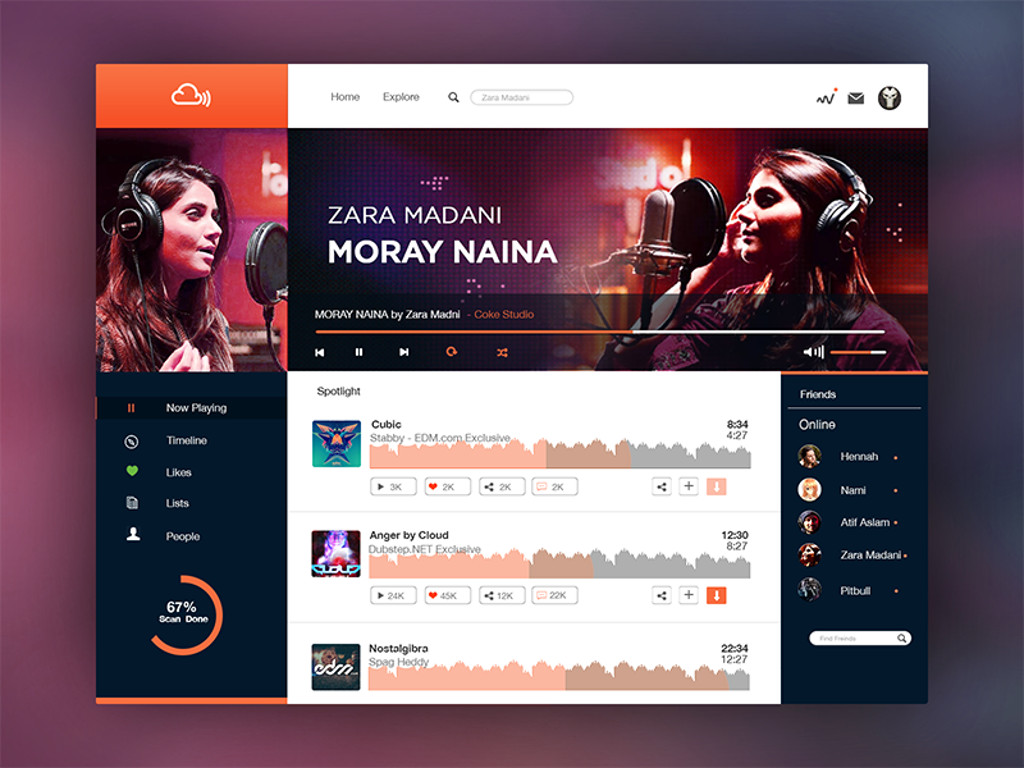 Home
Explore
Zara Madani
ZARA MADANI
MORAY NAINA
MORAY NAINA by Zara Madni - Coke Studio
Now Playing
Timeline
Likes
Lists
People
67%
Scan Done
Spotlight
Cubic
8:34
Stabby - EDM.com Exclusive
4:27
3K
2K
2K
2K
Anger by Cloud
12:30
Dubstep.NET Exclusive
8:27
24K
45K
12K
22K
Nostalgibra
22:34
Spag Heddy
12:27
edm
Friends
Online
Hennah
Nami
Atif Aslam
Zara Madani
Pitbull
Find Freinds